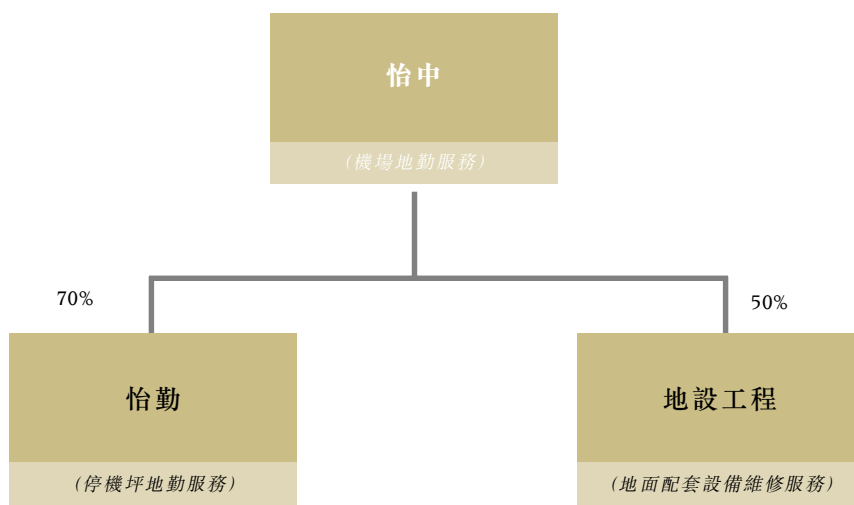 怡中
(機場地勤服務)
70%
50%
怡勤
地設工程
(停機坪地勤服務)
(地面配套設備維修服務)